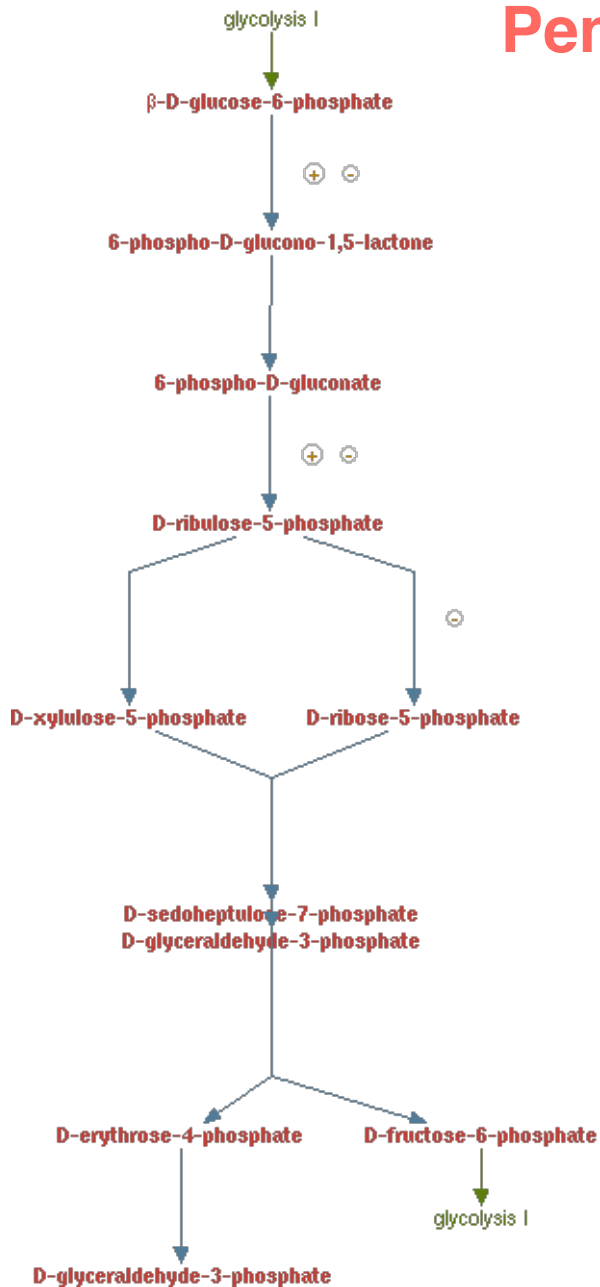 glycolysis I
Per
β-D-glucose-6-phosphate
+ -
6-phospho-D-glucono-1,5-lactone
6-phospho-D-gluconate
+ -
D-ribulose-5-phosphate
-
D-xylulose-5-phosphate D-ribose-5-phosphate
D-sedoheptulose-7-phosphate
D-glyceraldehyde-3-phosphate
D-erythrose-4-phosphate D-fructose-6-phosphate
glycolysis I
D-glyceraldehyde-3-phosphate